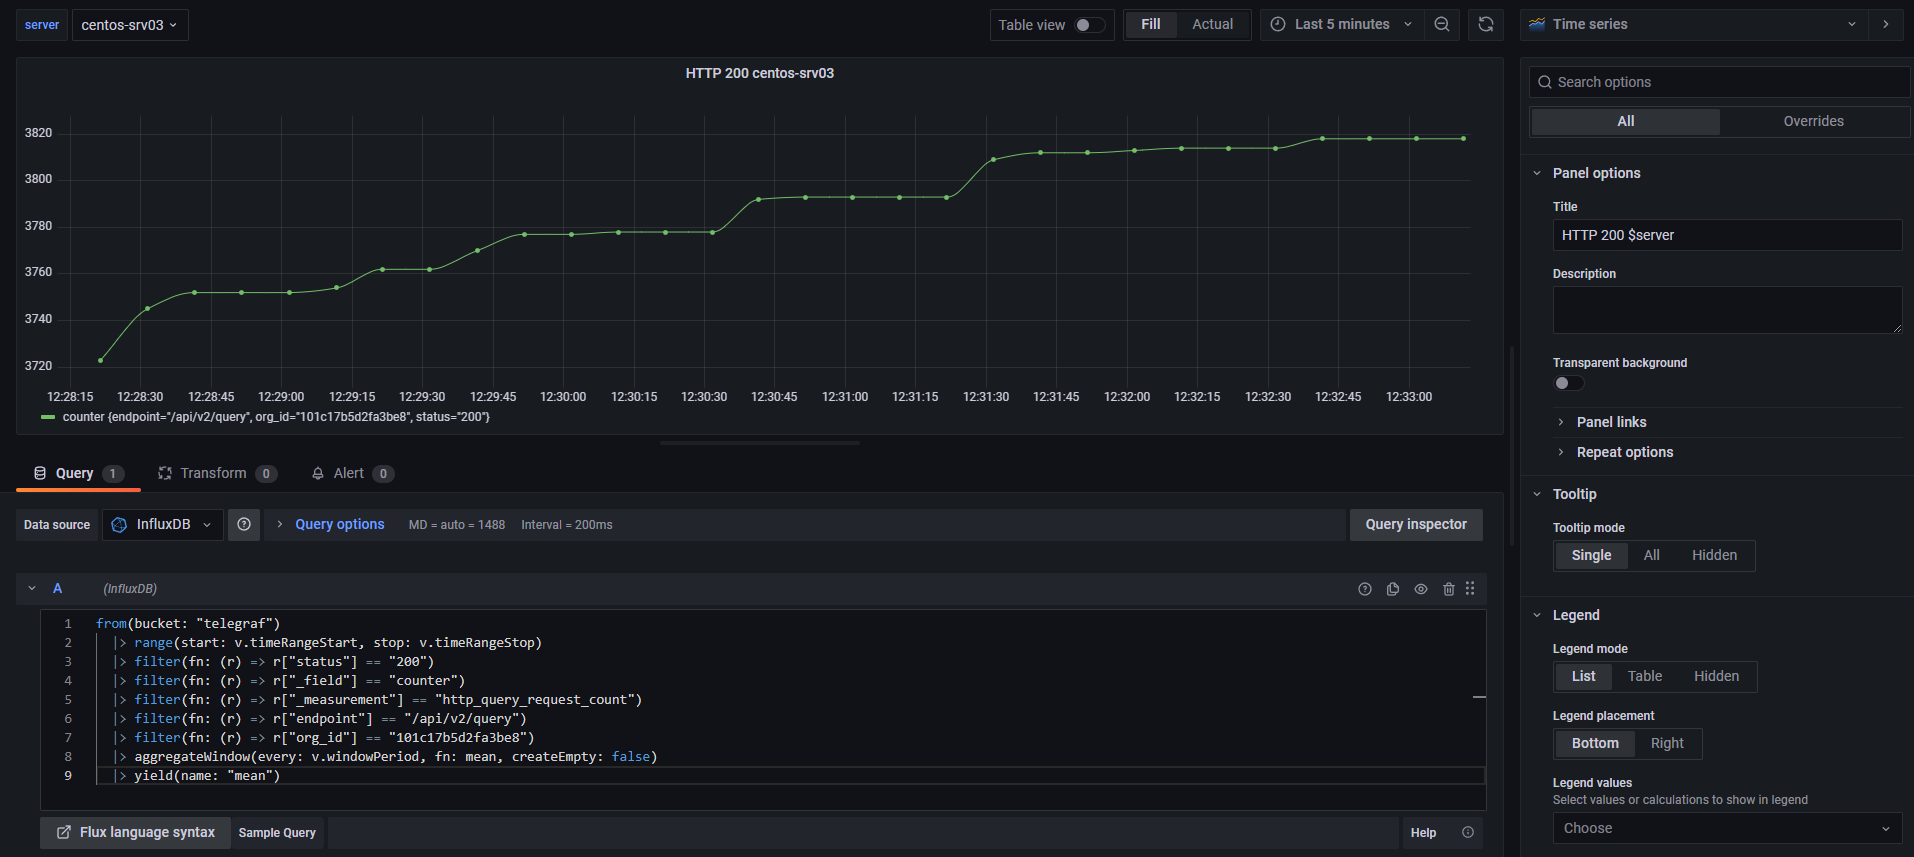 server centos-srv03 Table view Fill Actual Last 5 minutes Time series
HTTP 200 centos-srv03
3820
3800
3780
3760
3740
3720
12:28:15 12:28:30 12:28:45 12:29:00 12:29:15 12:29:30 12:29:45 12:30:00 12:30:15 12:30:30 12:30:45 12:31:00 12:31:15 12:31:30 12:31:45 12:32:00 12:32:15 12:32:30 12:32:45 12:33:00
counter {endpoint="/api/v2/query", org_id="101c17b5d2fa3be8", status="200"}
Query 1 Transform 0 Alert 0
Data source InfluxDB Query options MD = auto = 1488 Interval = 200ms Query inspector
A (InfluxDB)
1 from(bucket: "telegraf")
2 |> range(start: v.timeRangeStart, stop: v.timeRangeStop)
3 |> filter(fn: (r) => r["status"] == "200")
4 |> filter(fn: (r) => r["_field"] == "counter")
5 |> filter(fn: (r) => r["_measurement"] == "http_query_request_count")
6 |> filter(fn: (r) => r["endpoint"] == "/api/v2/query")
7 |> filter(fn: (r) => r["org_id"] == "101c17b5d2fa3be8")
8 |> aggregateWindow(every: v.windowPeriod, fn: mean, createEmpty: false)
9 |> yield(name: "mean")
Flux language syntax Sample Query Help
Search options
All Overrides
Panel options
Title
HTTP 200 $server
Description
Transparent background
Panel links
Repeat options
Tooltip
Tooltip mode
Single All Hidden
Legend
Legend mode
List Table Hidden
Legend placement
Bottom Right
Legend values
Select values or calculations to show in legend
Choose